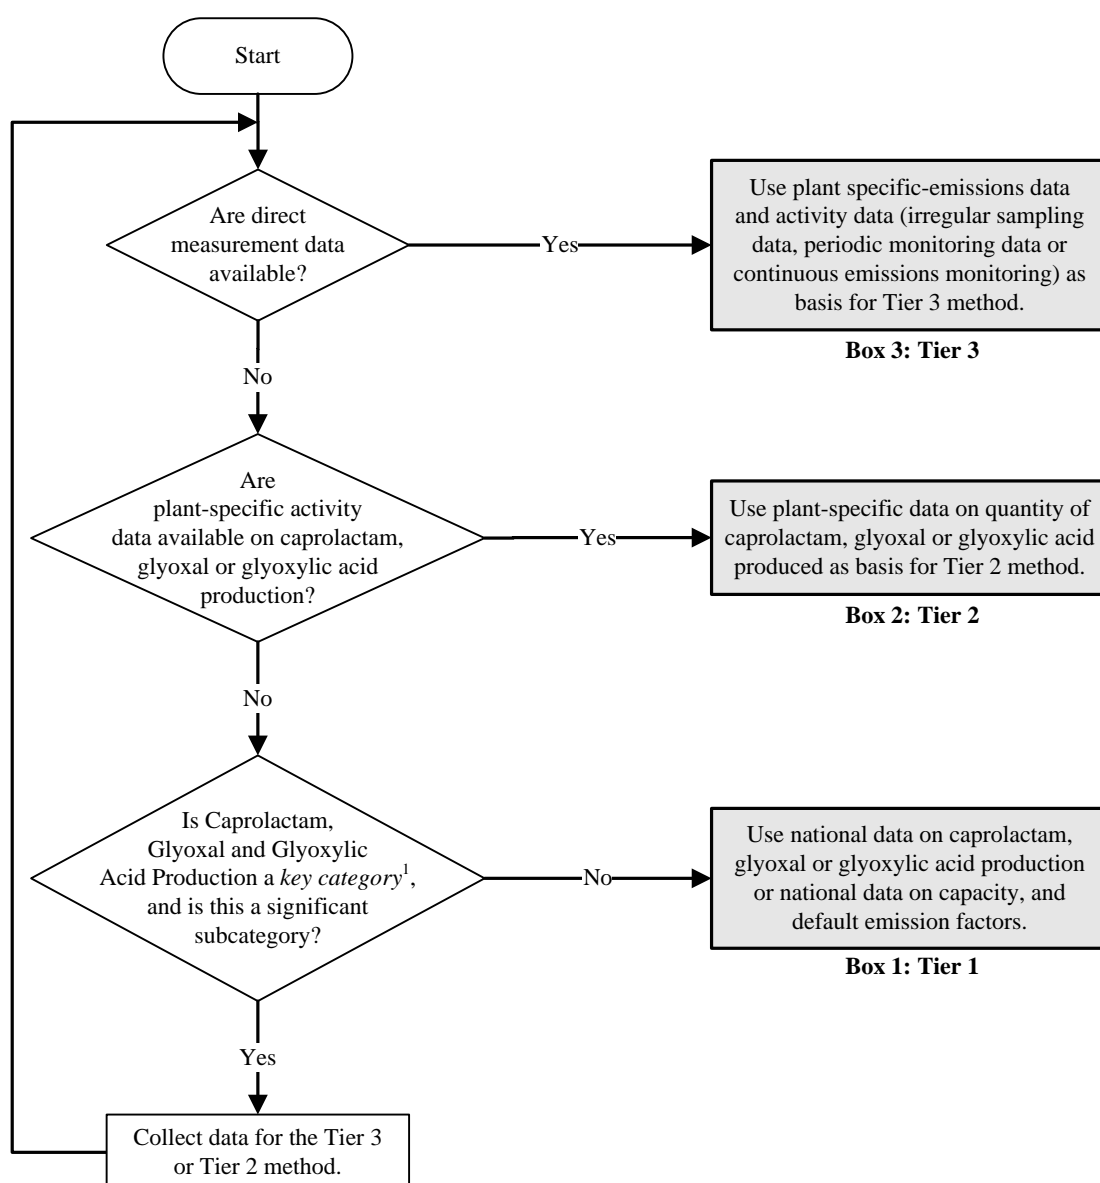 Start
Are direct
measurement data
available?
Yes
Use plant specific-emissions data
and activity data (irregular sampling
data, periodic monitoring data or
continuous emissions monitoring) as
basis for Tier 3 method.
Box 3: Tier 3
No
Are
plant-specific activity
data available on caprolactam,
glyoxal or glyoxylic acid
production?
Yes
Use plant-specific data on quantity of
caprolactam, glyoxal or glyoxylic acid
produced as basis for Tier 2 method.
Box 2: Tier 2
No
Is Caprolactam,
Glyoxal and Glyoxylic
Acid Production a key category¹,
and is this a significant
subcategory?
No
Use national data on caprolactam,
glyoxal or glyoxylic acid production
or national data on capacity, and
default emission factors.
Box 1: Tier 1
Yes
Collect data for the Tier 3
or Tier 2 method.